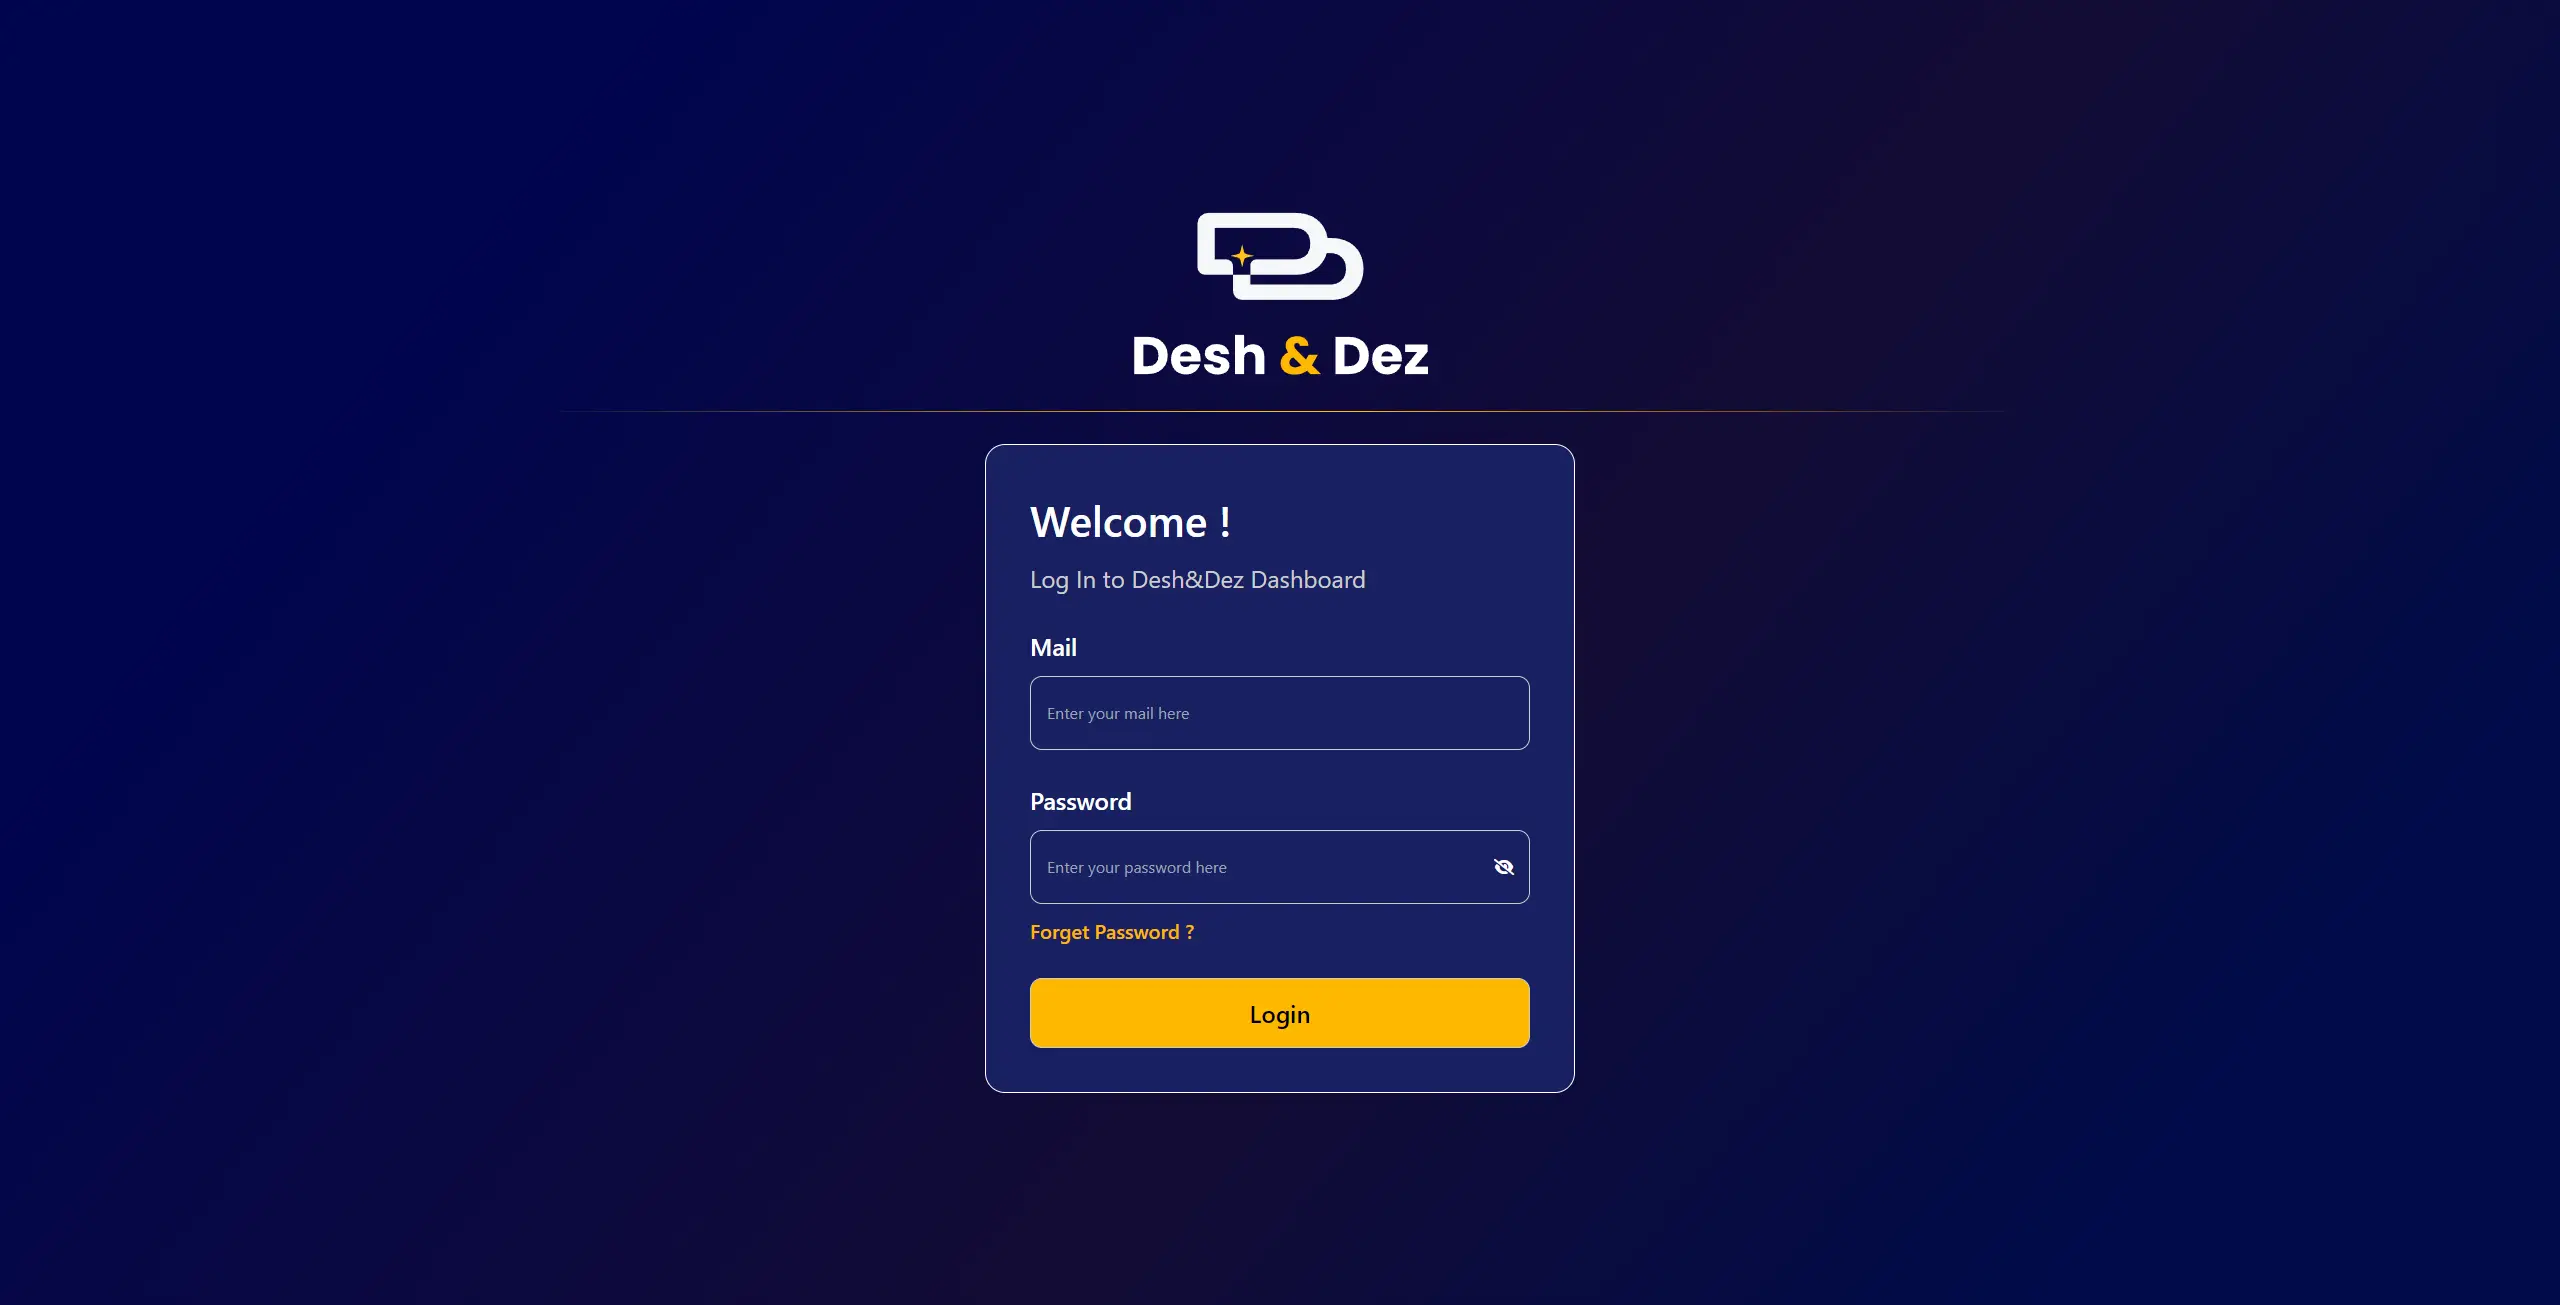 Desh & Dez
Welcome !
Log In to Desh&Dez Dashboard
Mail
Enter your mail here
Password
Enter your password here
Forget Password ?
Login